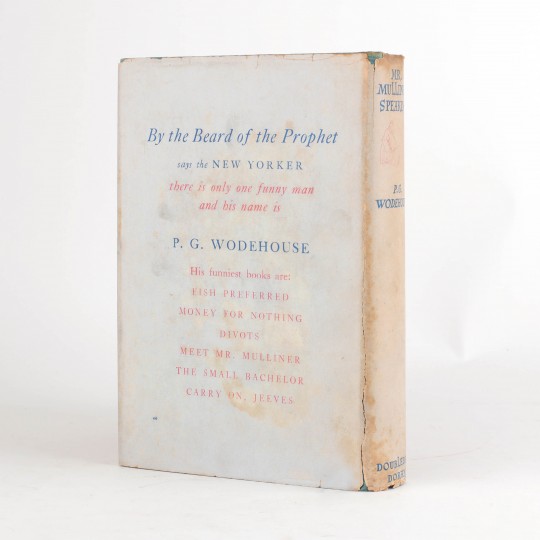 By the Beard of the Prophet
says the NEW YORKER
there is only one funny man
and his name is
P. G. WODEHOUSE
His funniest books are:
FISH PREFERRED
MONEY FOR NOTHING
DIVOTS
MEET MR. MULLINER
THE SMALL BACHELOR
CARRY ON, JEEVES
MR.
P. G.